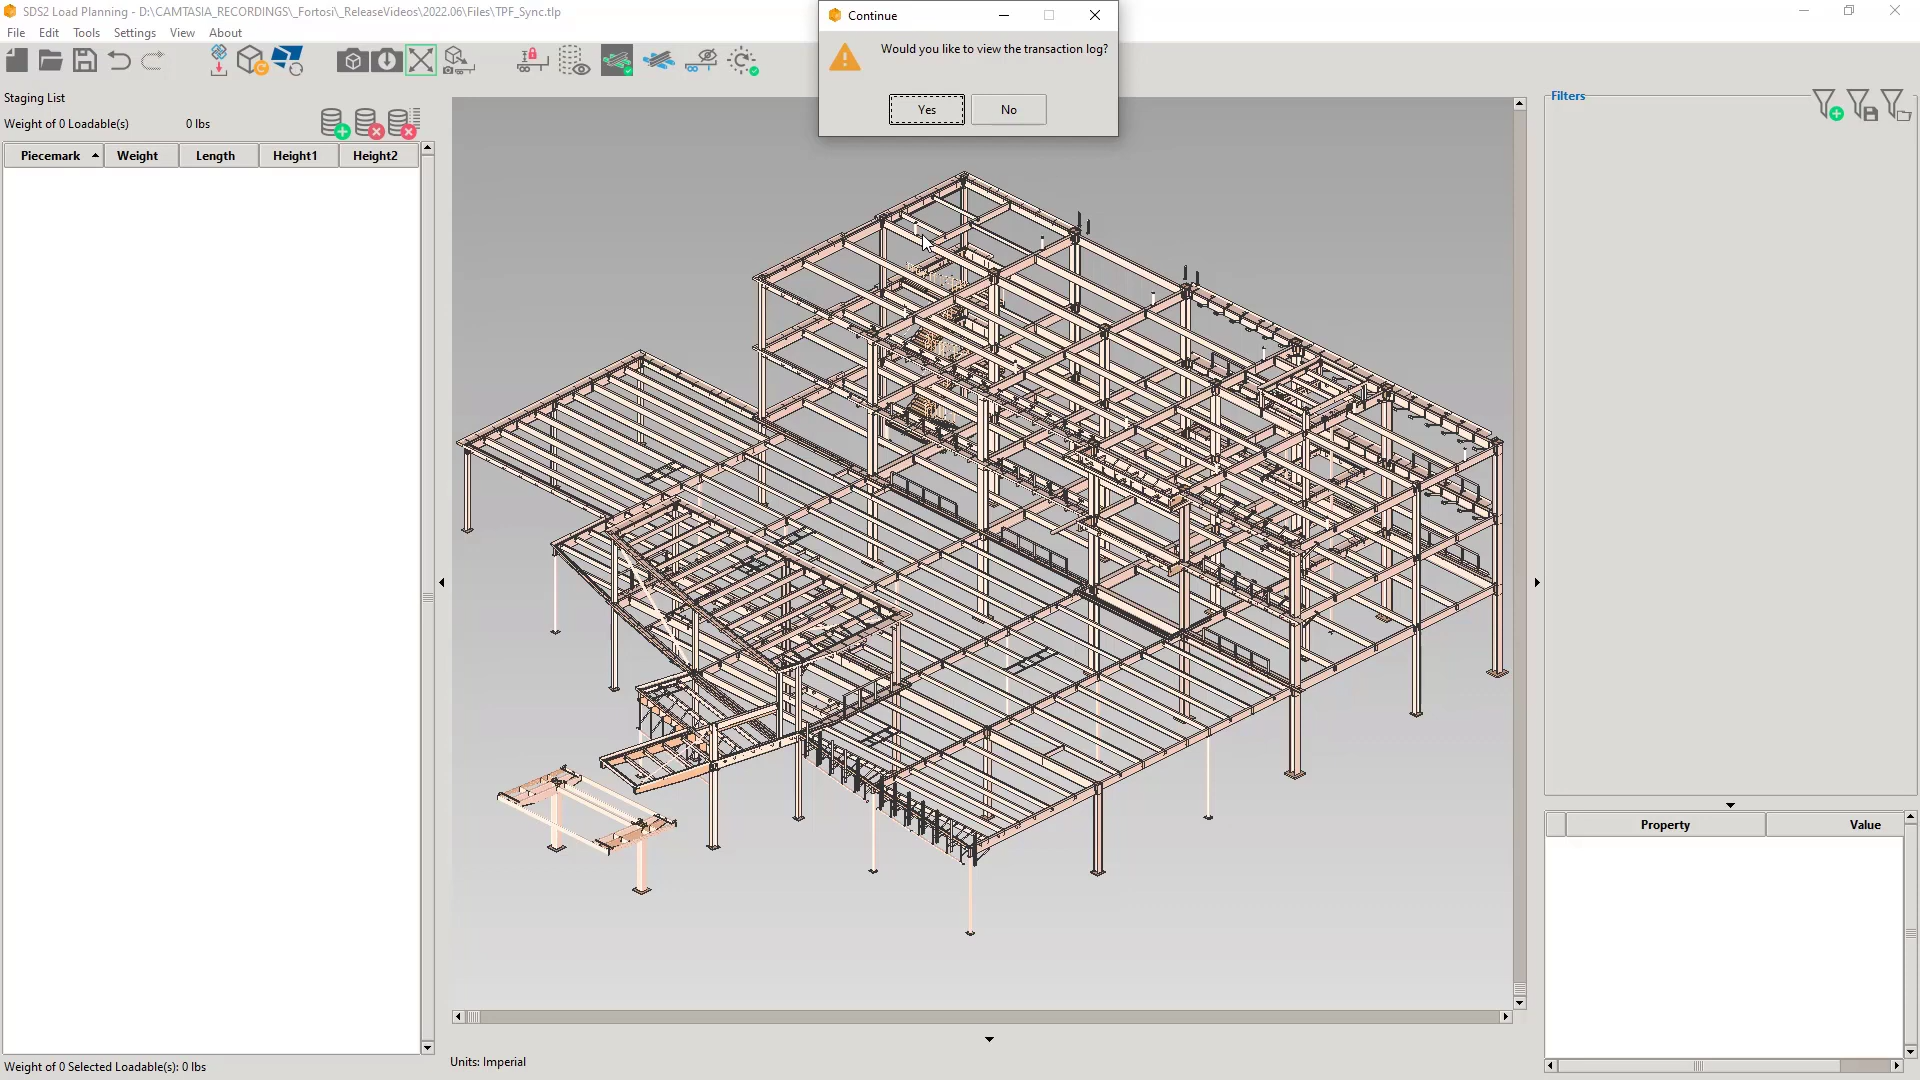 SDS2 Load Planning - D:\CAMTASIA_RECORDINGS\_Fortosi\_ReleaseVideos\2022.06\Files\TPF_Sync.tlp
File Edit Tools Settings View About
Continue
Would you like to view the transaction log?
Yes No
Staging List
Weight of 0 Loadable(s) 0 lbs
Piecemark Weight Length Height1 Height2
Filters
Property Value
Weight of 0 Selected Loadable(s): 0 lbs
Units: Imperial